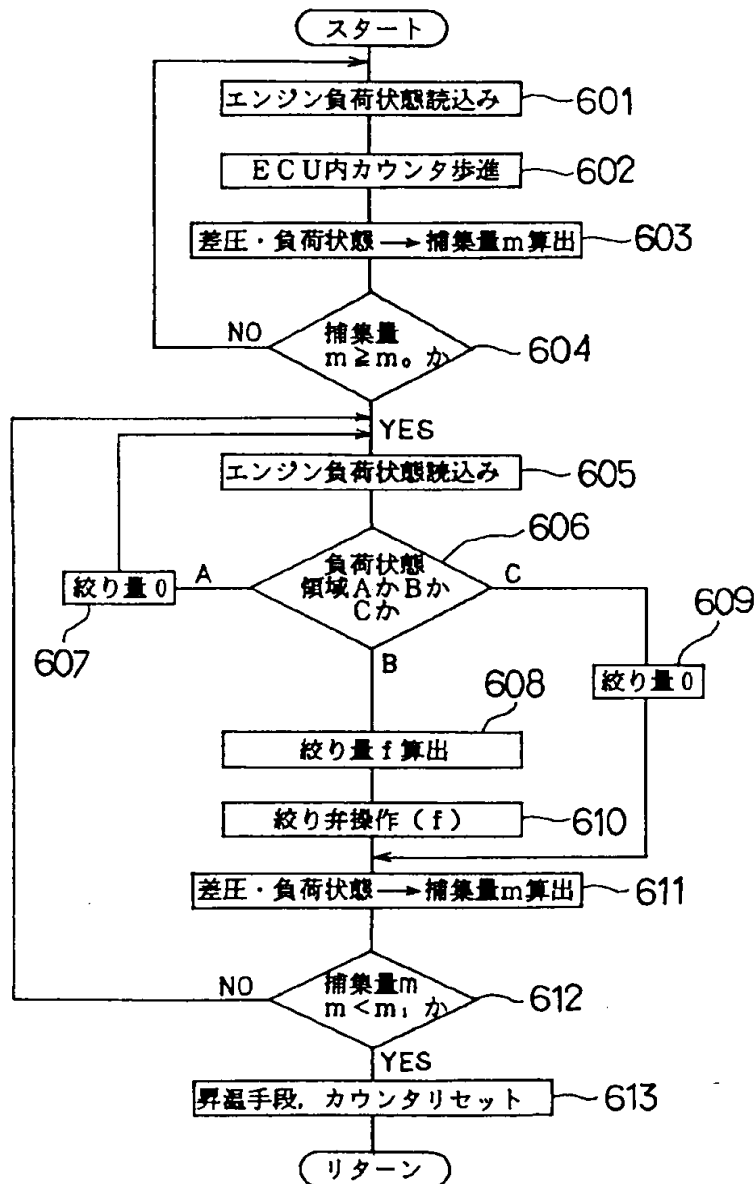 スタート
エンジン負荷状態読込み
601
ECU内カウンタ歩進
602
差圧・負荷状態→捕集量m算出
603
NO
捕集量
m≧m₀か
604
YES
エンジン負荷状態読込み
605
606
負荷状態
領域AかBか
Cか
A
C
絞り量0
607
609
絞り量0
B
608
絞り量f算出
絞り弁操作(f)
610
差圧・負荷状態→捕集量m算出
611
NO
捕集量m
m<m₁か
612
YES
昇温手段,カウンタリセット
613
リターン